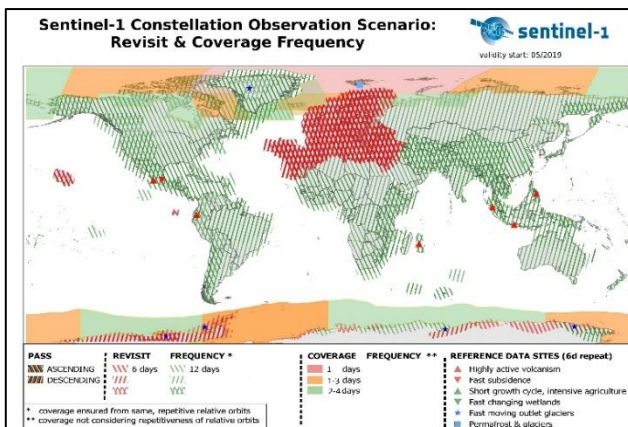 Sentinel-1 Constellation Observation Scenario:
Revisit & Coverage Frequency
sentinel-1
validity start: 05/2019
PASS
ASCENDING
DESCENDING
REVISIT FREQUENCY *
6 days 12 days
COVERAGE FREQUENCY **
1 days
1-3 days
2-4 days
REFERENCE DATA SITES (6d repeat)
Highly active volcanism
Fast subsidence
Short growth cycle, intensive agriculture
Fast changing wetlands
Fast moving outlet glaciers
Permafrost & glaciers
* coverage ensured from same, repetitive relative orbits
** coverage not considering repetitiveness of relative orbits